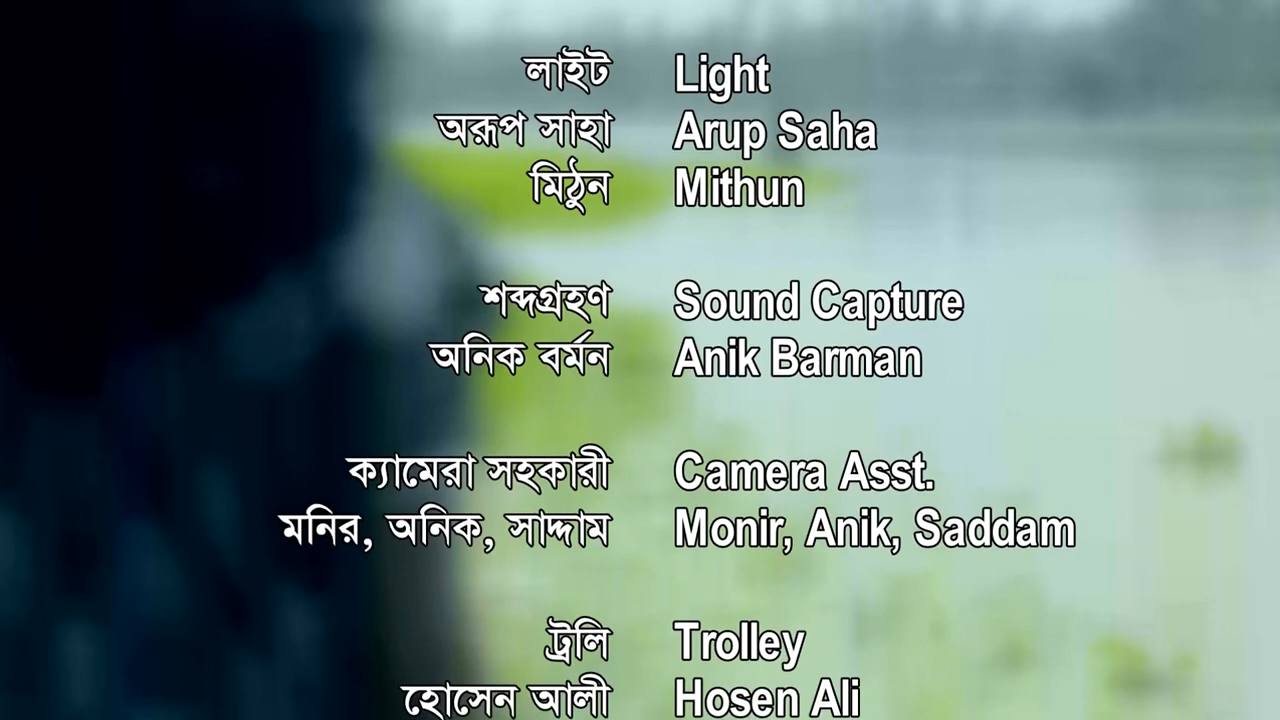 লাইট Light
অরূপ সাহা Arup Saha
মিঠুন Mithun
শব্দগ্রহণ Sound Capture
অনিক বর্মন Anik Barman
ক্যামেরা সহকারী Camera Asst.
মনির, অনিক, সাদ্দাম Monir, Anik, Saddam
ট্রলি Trolley
হোসেন আলী Hosen Ali